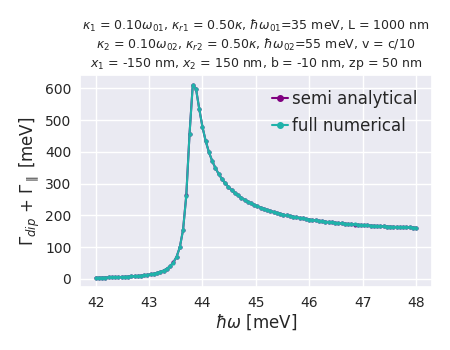 κ₁ = 0.10ω₀₁, κᵣ₁ = 0.50κ, ℏω₀₁=35 meV, L = 1000 nm
κ₂ = 0.10ω₀₂, κᵣ₂ = 0.50κ, ℏω₀₂=55 meV, v = c/10
x₁ = -150 nm, x₂ = 150 nm, b = -10 nm, zp = 50 nm
Γ_dip + Γ_∥ [meV]
600
500
400
300
200
100
0
semi analytical
full numerical
42 43 44 45 46 47 48
ℏω [meV]